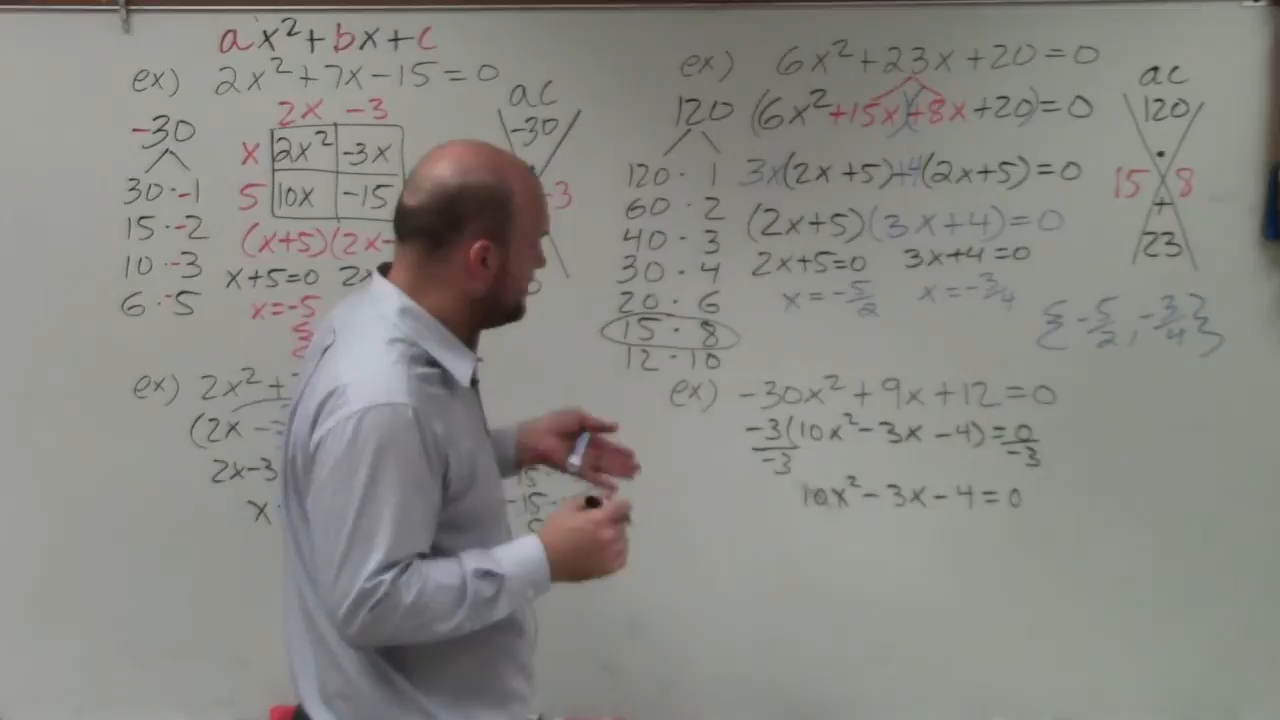 ax²+bx+c
ex) 2x²+7x-15=0
-30
30·-1
15·-2
10·-3
6·-5
2x -3
x 2x² -3x
5 10x -15
(x+5)(2x-
x+5=0 2x
x=-5
ac
-30
-3
ex) 2x²+
(2x-
2x-3
x
ex) 6x²+23x+20=0
120 (6x²+15x)(+8x+20)=0
120·1
60·2
40·3
30·4
20·6
15·8
12·10
3x(2x+5)+4(2x+5)=0
(2x+5)(3x+4)=0
2x+5=0 3x+4=0
x=-5/2 x=-3/4
{-5/2, -3/4}
ac
120
·
15 8
+
23
ex) -30x²+9x+12=0
-3(10x²-3x-4)=0
-3 -3
10x²-3x-4=0